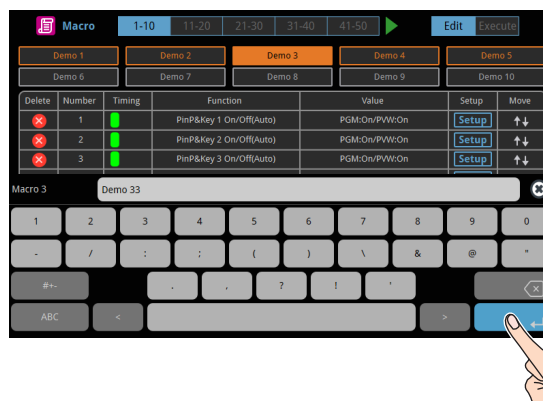 Macro 1-10 11-20 21-30 31-40 41-50 Edit Execute
Demo 1 Demo 2 Demo 3 Demo 4 Demo 5
Demo 6 Demo 7 Demo 8 Demo 9 Demo 10
Delete Number Timing Function Value Setup Move
1 PinP&Key 1 On/Off(Auto) PGM:On/PVW:On Setup
2 PinP&Key 2 On/Off(Auto) PGM:On/PVW:On Setup
3 PinP&Key 3 On/Off(Auto) PGM:On/PVW:On Setup
Macro 3 Demo 33
1 2 3 4 5 6 7 8 9 0
- / : ; ( ) \ & @ "
#+- . , ? ! '
ABC < >